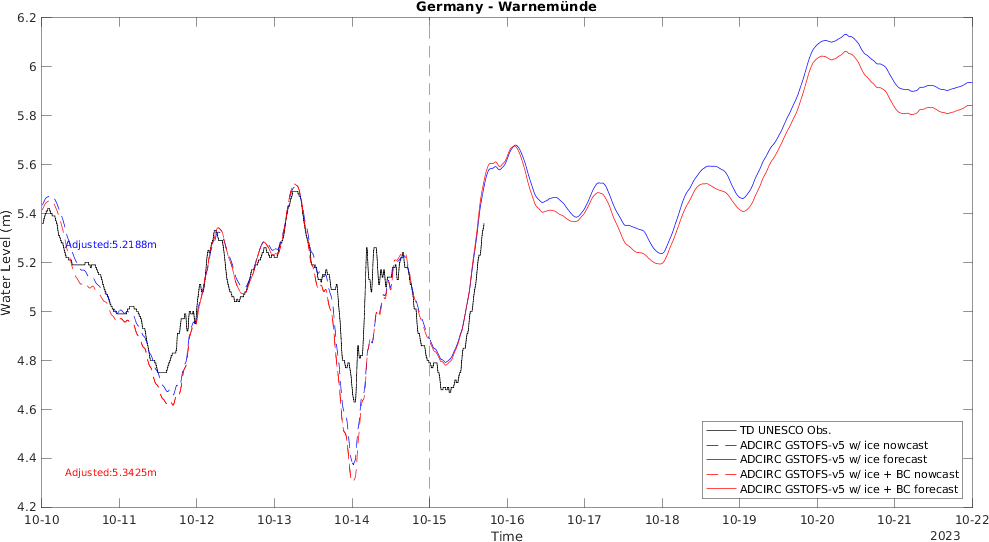 Germany - Warnemünde
Water Level (m)
6.2
6
5.8
5.6
5.4
5.2
5
4.8
4.6
4.4
4.2
Adjusted:5.2188m
Adjusted:5.3425m
TD UNESCO Obs.
ADCIRC GSTOFS-v5 w/ ice nowcast
ADCIRC GSTOFS-v5 w/ ice forecast
ADCIRC GSTOFS-v5 w/ ice + BC nowcast
ADCIRC GSTOFS-v5 w/ ice + BC forecast
10-10 10-11 10-12 10-13 10-14 10-15 10-16 10-17 10-18 10-19 10-20 10-21 10-22
Time
2023